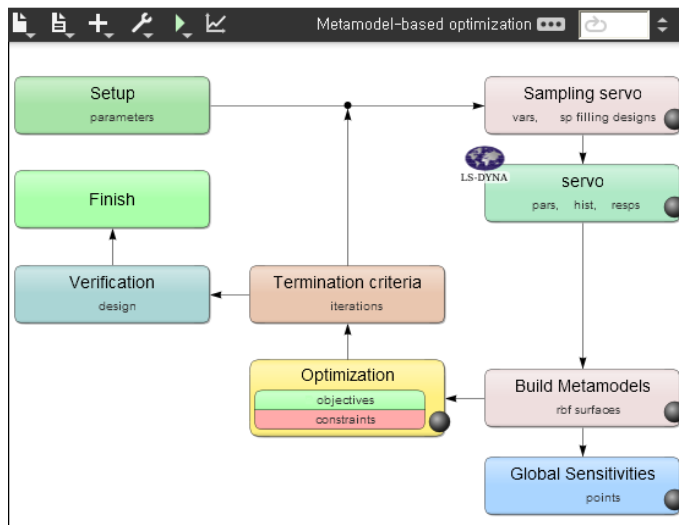 Metamodel-based optimization
Setup
parameters
Sampling servo
vars, sp filling designs
LS-DYNA
servo
pars, hist, resps
Finish
Verification
design
Termination criteria
iterations
Optimization
objectives
constraints
Build Metamodels
rbf surfaces
Global Sensitivities
points